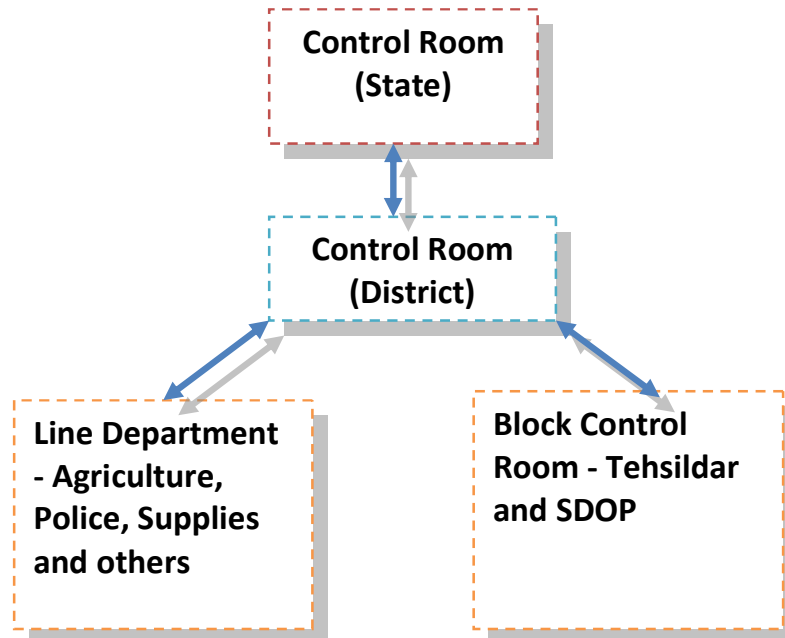 Control Room
(State)
Control Room
(District)
Line Department
- Agriculture,
Police, Supplies
and others
Block Control
Room - Tehsildar
and SDOP